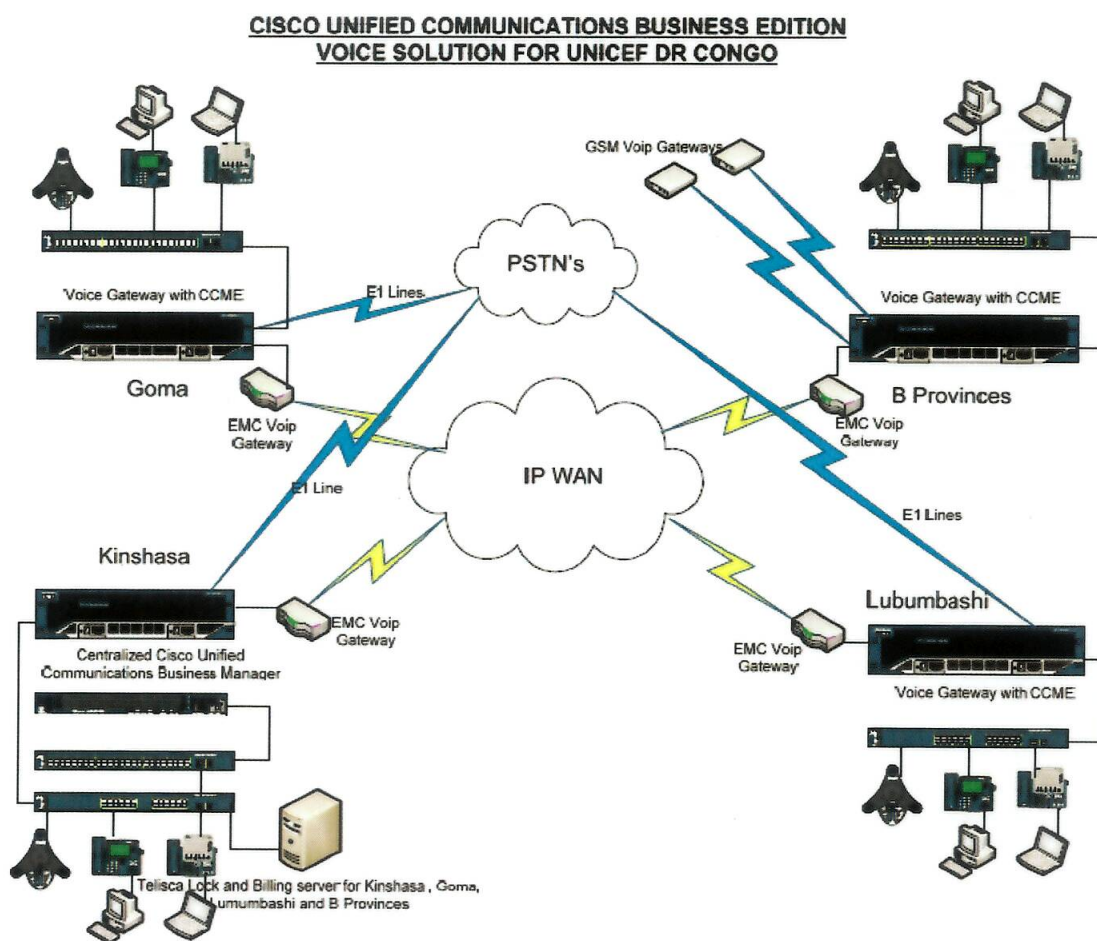 CISCO UNIFIED COMMUNICATIONS BUSINESS EDITION
VOICE SOLUTION FOR UNICEF DR CONGO
GSM Voip Gateways
PSTN's
Voice Gateway with CCME
E1 Lines
Voice Gateway with CCME
Goma
B Provinces
EMC Voip
Gateway
EMC Voip
Gateway
IP WAN
E1 Line
E1 Lines
Kinshasa
Lubumbashi
EMC Voip
Gateway
EMC Voip
Gateway
Centralized Cisco Unified
Communications Business Manager
Voice Gateway with CCME
Telisca Lock and Billing server for Kinshasa , Goma,
Lumumbashi and B Provinces